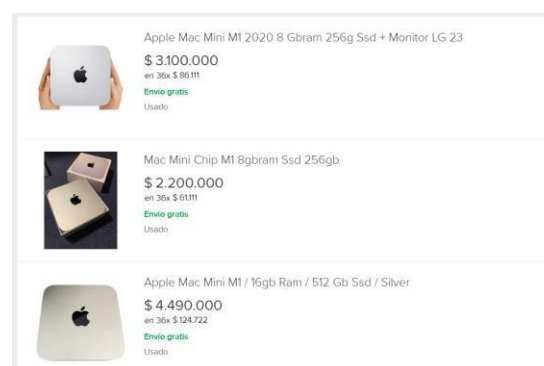 Apple Mac Mini M1 2020 8 Gbram 256g Ssd + Monitor LG 23
$ 3.100.000
en 36x $ 86.111
Envío gratis
Usado
Mac Mini Chip M1 8gbram Ssd 256gb
$ 2.200.000
en 36x $ 61.111
Envío gratis
Usado
Apple Mac Mini M1 / 16gb Ram / 512 Gb Ssd / Silver
$ 4.490.000
en 36x $ 124.722
Envío gratis
Usado